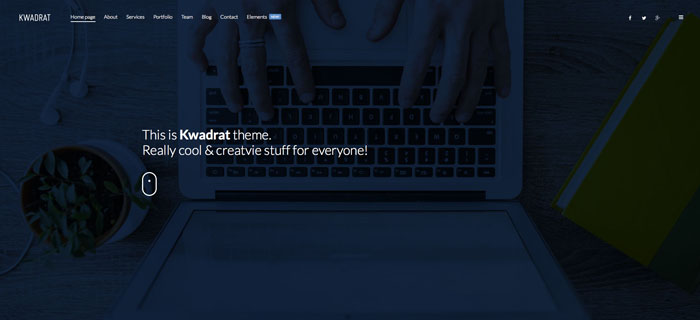 KWADRAT
Home page About Services Portfolio Team Blog Contact Elements NEW!
This is Kwadrat theme.
Really cool & creatvie stuff for everyone!